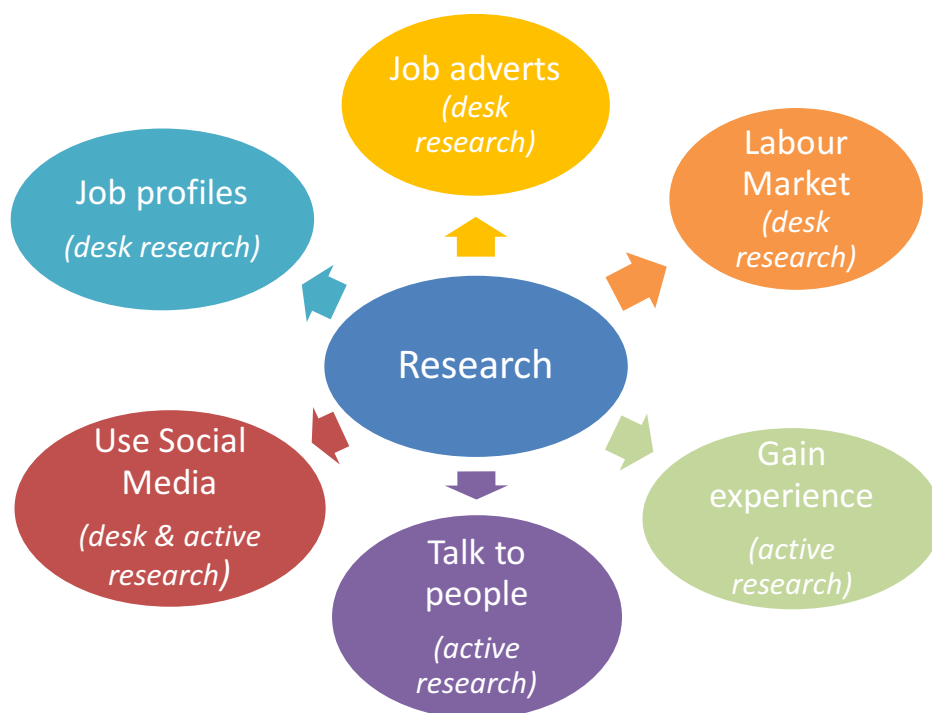 Job adverts
(desk
research)
Labour
Market
(desk
research)
Job profiles
(desk research)
Research
Use Social
Media
(desk & active
research)
Gain
experience
(active
research)
Talk to
people
(active
research)